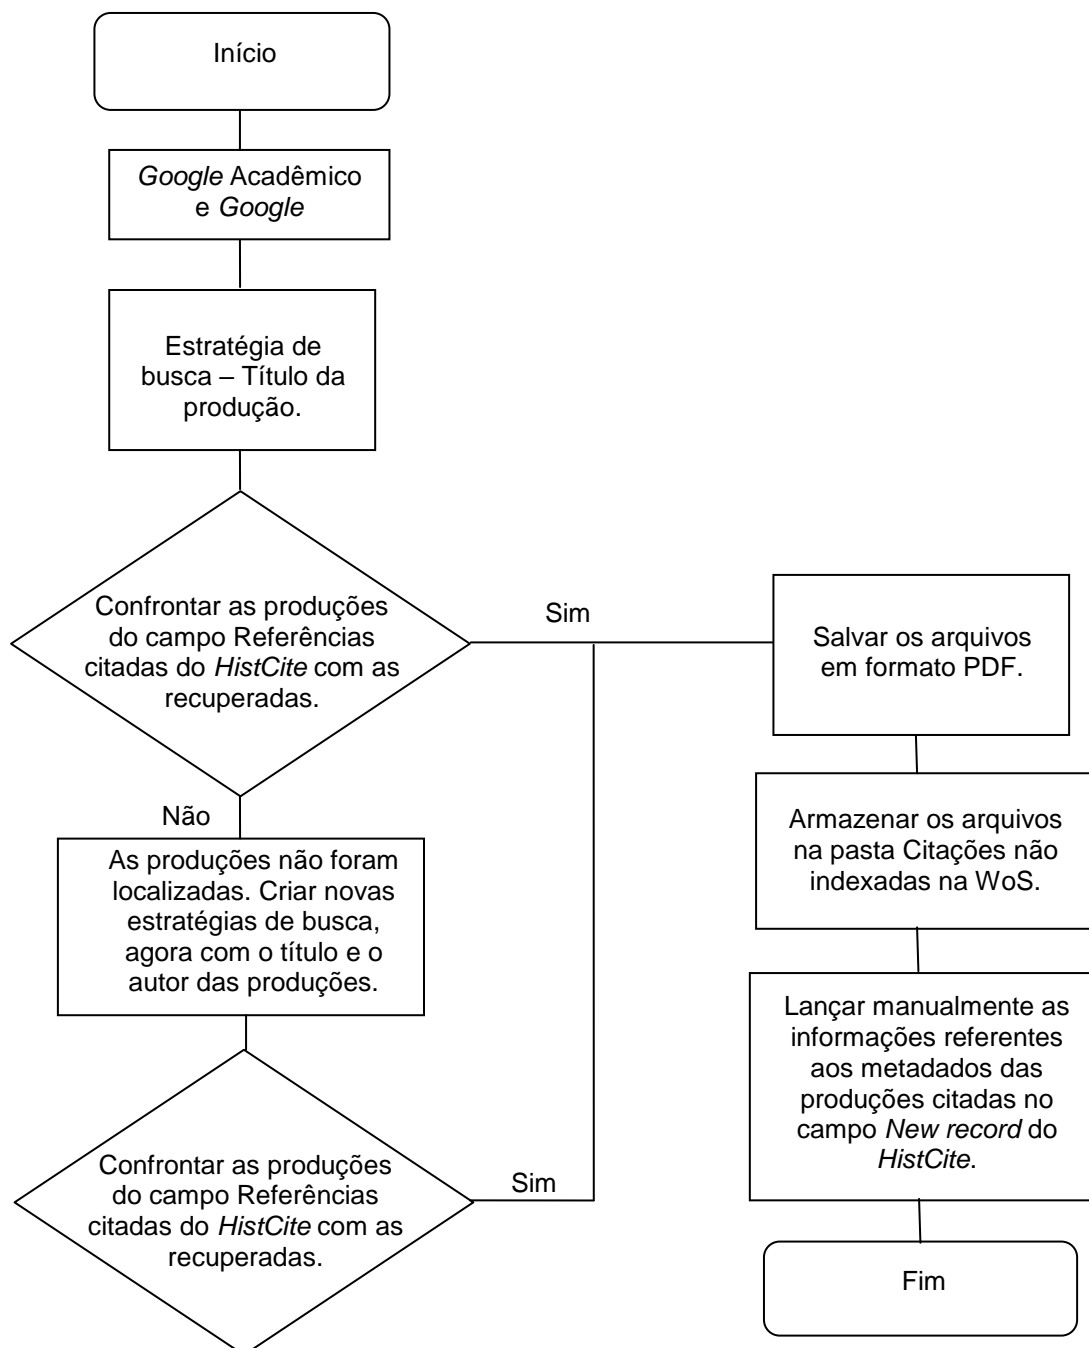 Início
Google Acadêmico
e Google
Estratégia de
busca – Título da
produção.
Confrontar as produções
do campo Referências
citadas do HistCite com as
recuperadas.
Sim
Não
As produções não foram
localizadas. Criar novas
estratégias de busca,
agora com o título e o
autor das produções.
Confrontar as produções
do campo Referências
citadas do HistCite com as
recuperadas.
Sim
Salvar os arquivos
em formato PDF.
Armazenar os arquivos
na pasta Citações não
indexadas na WoS.
Lançar manualmente as
informações referentes
aos metadados das
produções citadas no
campo New record do
HistCite.
Fim